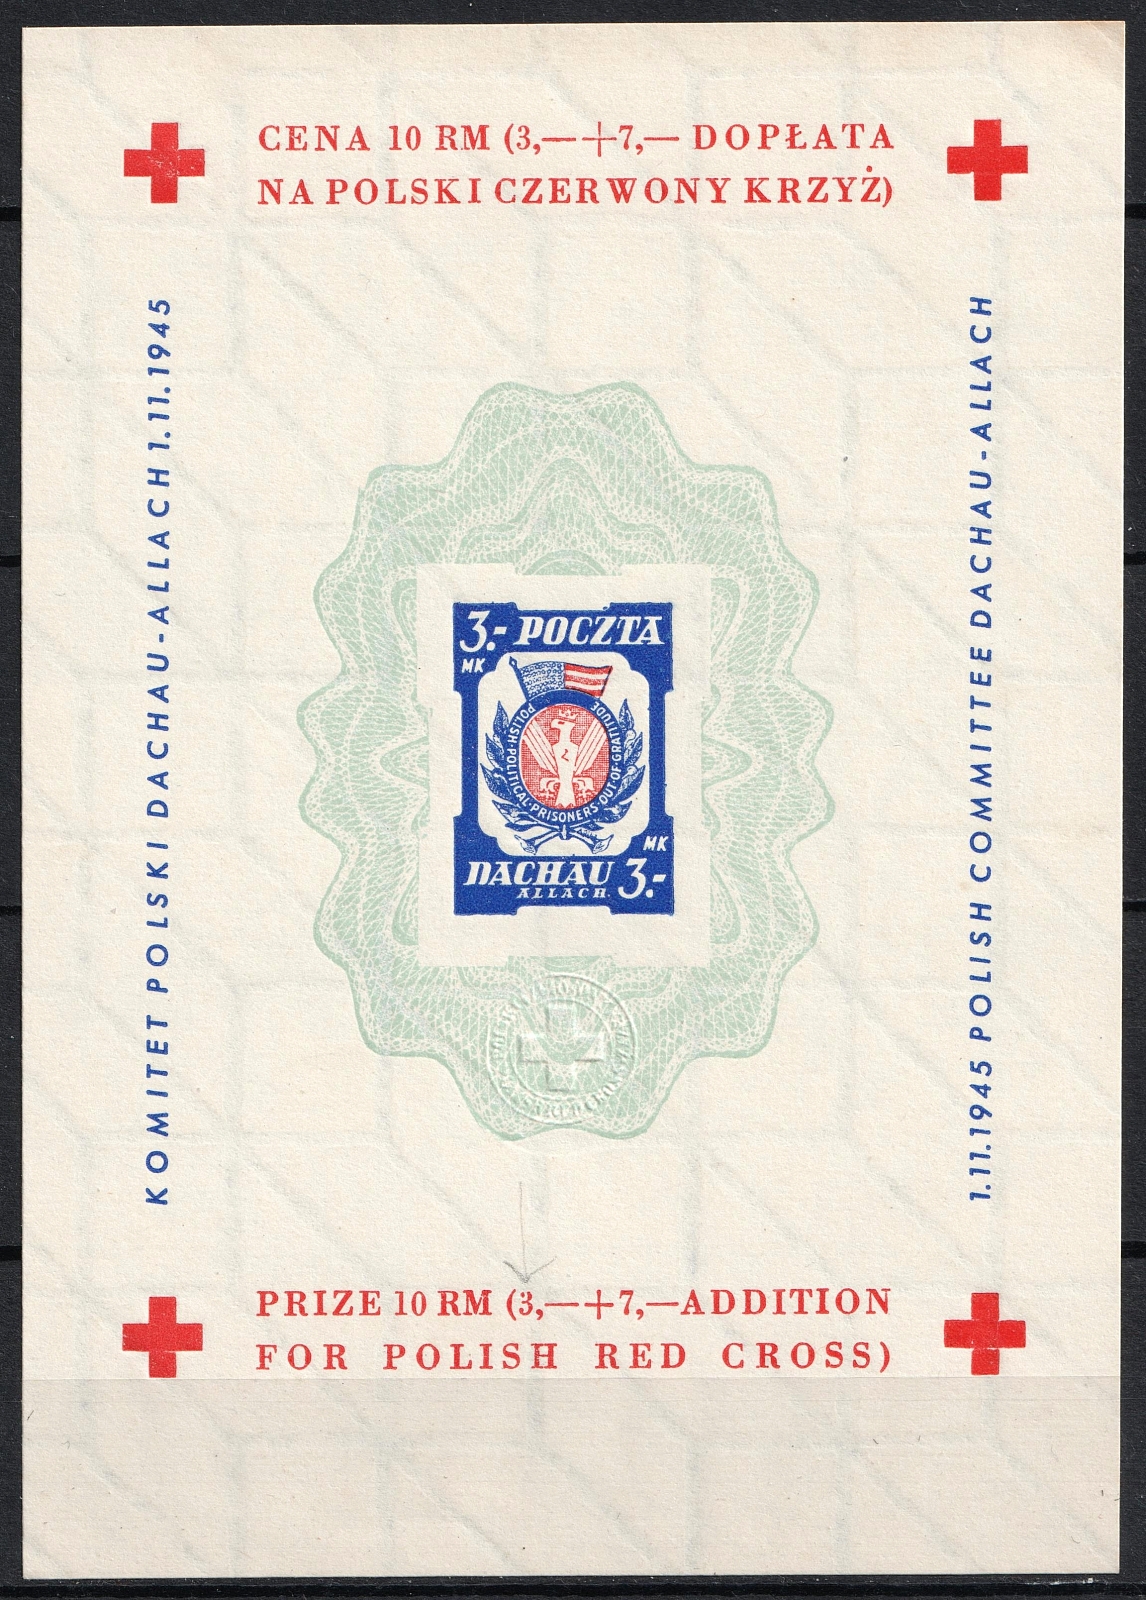 CENA 10 RM (3,—+7,— DOPŁATA
NA POLSKI CZERWONY KRZYŻ)
KOMITET POLSKI DACHAU-ALLACH 1.11.1945
1.11.1945 POLISH COMMITTEE DACHAU-ALLACH
3.- POCZTA
MK
POLISH·POLITICAL·PRISONERS·OUT·OF·GRATITUDE
MK
DACHAU 3.-
ALLACH.
PRIZE 10 RM (3,—+7,—ADDITION
FOR POLISH RED CROSS)